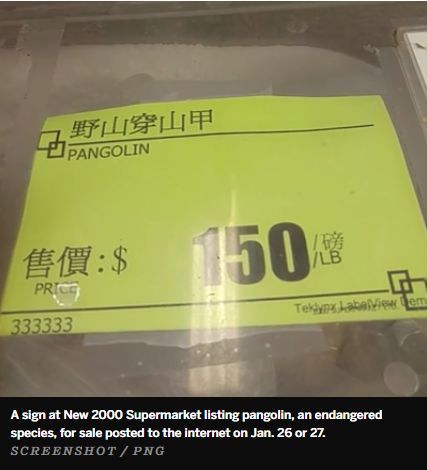 野山穿山甲
PANGOLIN
售價:$ 150/磅
PRICE /LB
Teklynx LabelView Dem
333333
A sign at New 2000 Supermarket listing pangolin, an endangered
species, for sale posted to the internet on Jan. 26 or 27.
SCREENSHOT / PNG